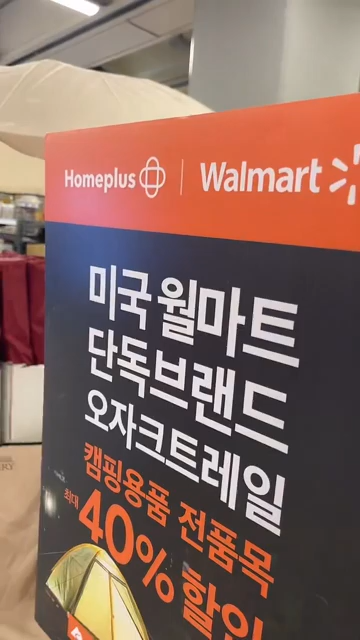 Homeplus Walmart
미국 월마트
단독브랜드
오자크트레일
캠핑용품 전품목
최대 40% 할인